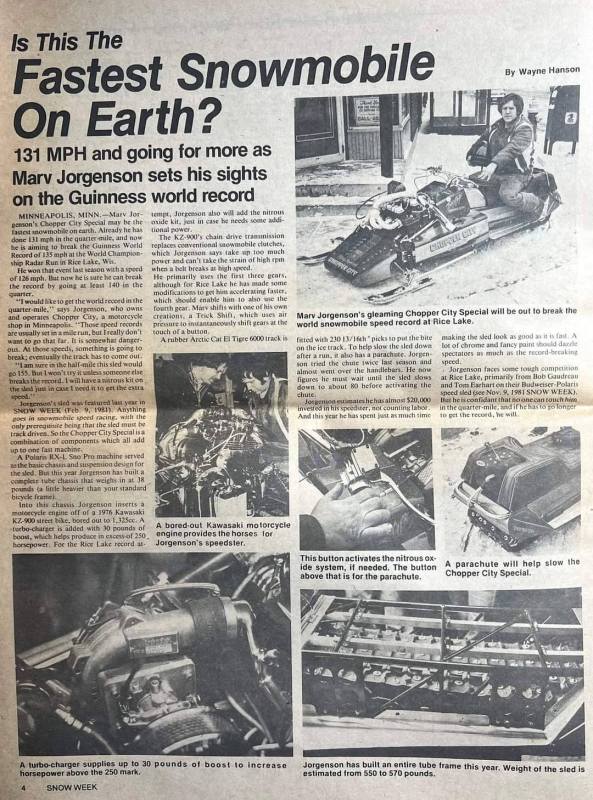 Is This The
Fastest Snowmobile
On Earth?
By Wayne Hanson
131 MPH and going for more as
Marv Jorgenson sets his sights
on the Guinness world record
MINNEAPOLIS, MINN.—Marv Jor-
genson's Chopper City Special may be the
fastest snowmobile on earth. Already he has
done 131 mph in the quarter-mile, and now
he is aiming to break the Guinness World
Record of 135 mph at the World Champion-
ship Radar Run in Rice Lake, Wis.
He won that event last season with a speed
of 126 mph. But now he is sure he can break
the record by going at least 140 mph in the
quarter.
"I would like to get the world record in the
quarter-mile," says Jorgenson, who owns
and operates Chopper City, a motorcycle
shop in Minneapolis. "Those speed records
are usually set in a mile run, but I really don't
want to go that far. It is somewhat danger-
ous. At those speeds, something is going to
break; eventually the track has to come out.
"I am sure in the half-mile this sled would
go 155. But I won't try it unless someone else
breaks the record. I will have a nitrous kit on
the sled just in case I need it to get the extra
speed."
Jorgenson's sled was featured last year in
SNOW WEEK (Feb. 9, 1981). Anything
goes in snowmobile speed racing, with the
only prerequisite being that the sled must be
track driven. So the Chopper City Special is a
combination of components which all add
up to one fast machine.
A Polaris RX-L Sno Pro machine served
as the basic chassis and suspension design for
the sled. But this year Jorgenson has built a
complete tube chassis that weighs in at 38
pounds (a little heavier than your standard
bicycle frame).
Into this chassis Jorgenson inserts a
motorcycle engine off of a 1976 Kawasaki
KZ-900 street bike, bored out to 1,325cc. A
turbo-charger is added with 30 pounds of
boost, which helps produce in excess of 250
horsepower. For the Rice Lake record at-
tempt, Jorgenson also will add the nitrous
oxide kit, just in case he needs some addi-
tional power.
The KZ-900's chain drive transmission
replaces conventional snowmobile clutches,
which Jorgenson says take up too much
power and can't take the strain of high rpm
when a belt breaks at high speed.
He primarily uses the first three gears,
although for Rice Lake he has made some
modifications to get him accelerating faster,
which should enable him to also use the
fourth gear. Marv shifts with one of his own
creations, a Trick Shift, which uses air
pressure to instantaneously shift gears at the
touch of a button.
A rubber Arctic Cat El Tigre 6000 track is
CHOPPER CITY
Marv Jorgenson's gleaming Chopper City Special will be out to break the
world snowmobile speed record at Rice Lake.
fitted with 230 13/16th" picks to put the bite
on the ice track. To help slow the sled down
after a run, it also has a parachute. Jorgen-
son tried the chute twice last season and
almost went over the handlebars. He now
figures he must wait until the sled slows
down to about 80 before activating the
chute.
Jorgenson estimates he has almost $20,000
invested in his speedster, not counting labor.
And this year he has spent just as much time
making the sled look as good as it is fast. A
lot of chrome and fancy paint should dazzle
spectators as much as the record-breaking
speed.
Jorgenson faces some tough competition
at Rice Lake, primarily from Bob Gaudreau
and Tom Earhart on their Budweiser-Polaris
speed sled (see Nov. 9, 1981 SNOW WEEK).
But he is confident that no one can touch him
in the quarter-mile, and if he has to go longer
to get the record, he will.
A bored-out Kawasaki motorcycle
engine provides the horses for
Jorgenson's speedster.
This button activates the nitrous ox-
ide system, if needed. The button
above that is for the parachute.
A parachute will help slow the
Chopper City Special.
A turbo-charger supplies up to 30 pounds of boost to increase
horsepower above the 250 mark.
Jorgenson has built an entire tube frame this year. Weight of the sled is
estimated from 550 to 570 pounds.
4 SNOW WEEK